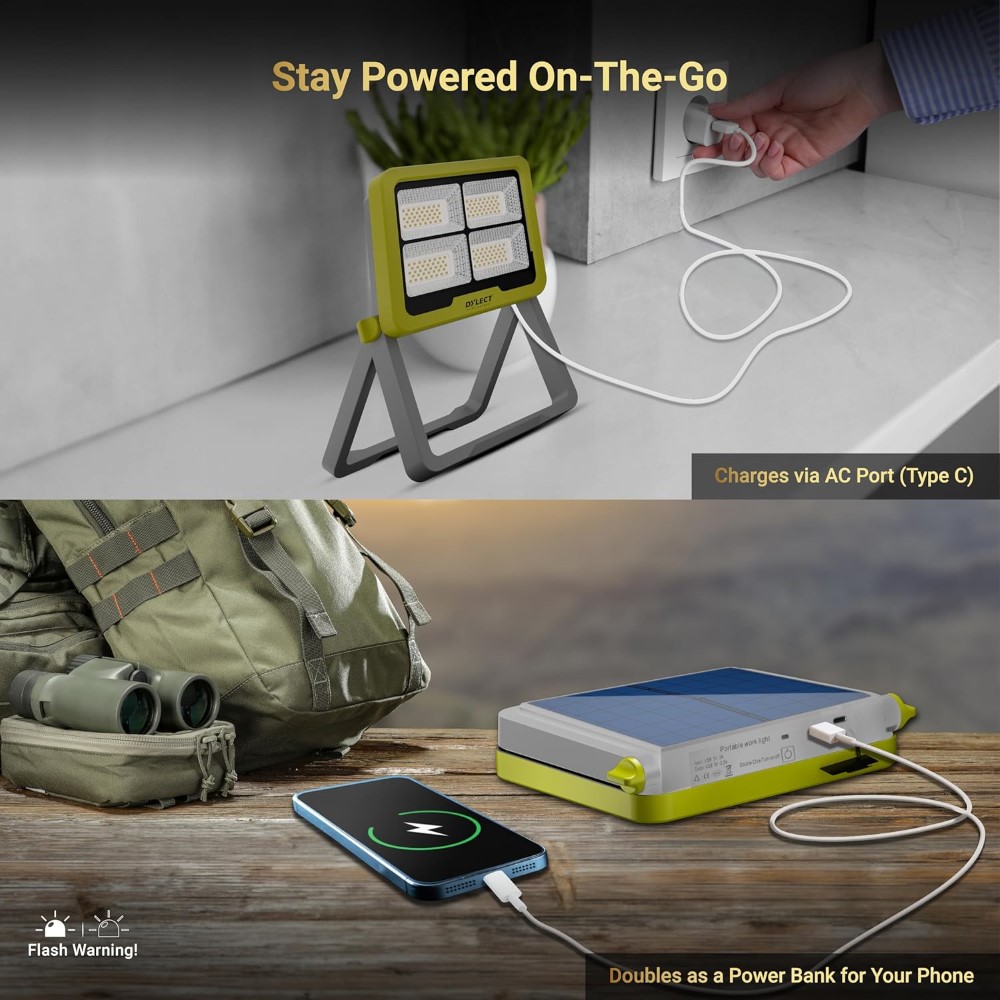 Stay Powered On-The-Go
DYLECT
Charges via AC Port (Type C)
Portable work light
Flash Warning!
Doubles as a Power Bank for Your Phone